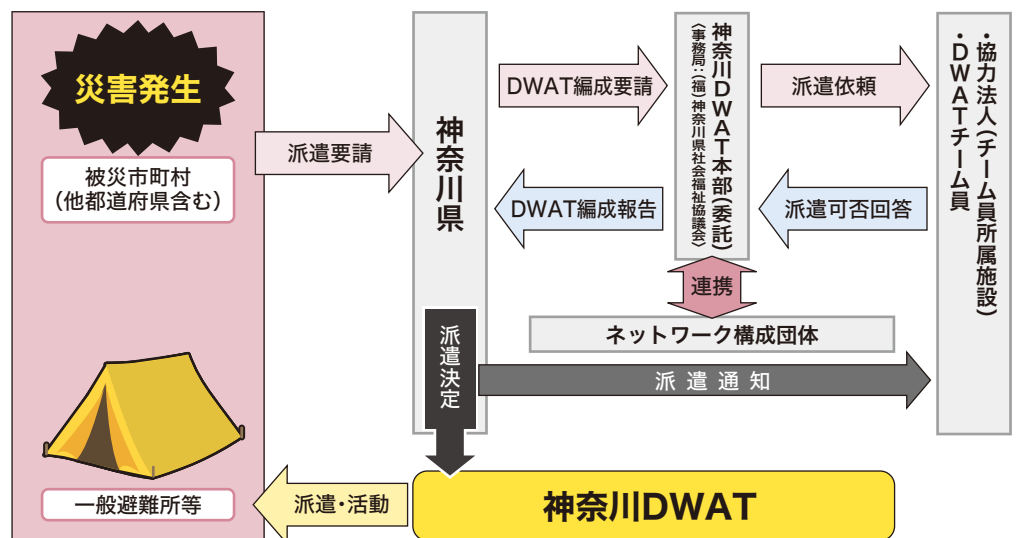 災害発生
被災市町村
（他都道府県含む）
派遣要請
神奈川県
DWAT編成要請
DWAT編成報告
神奈川DWAT本部（委託）
〈事務局：（福）神奈川県社会福祉協議会〉
派遣依頼
派遣可否回答
・協力法人（チーム員所属施設）
・DWATチーム員
連携
ネットワーク構成団体
派遣決定
派遣通知
一般避難所等
派遣・活動
神奈川DWAT